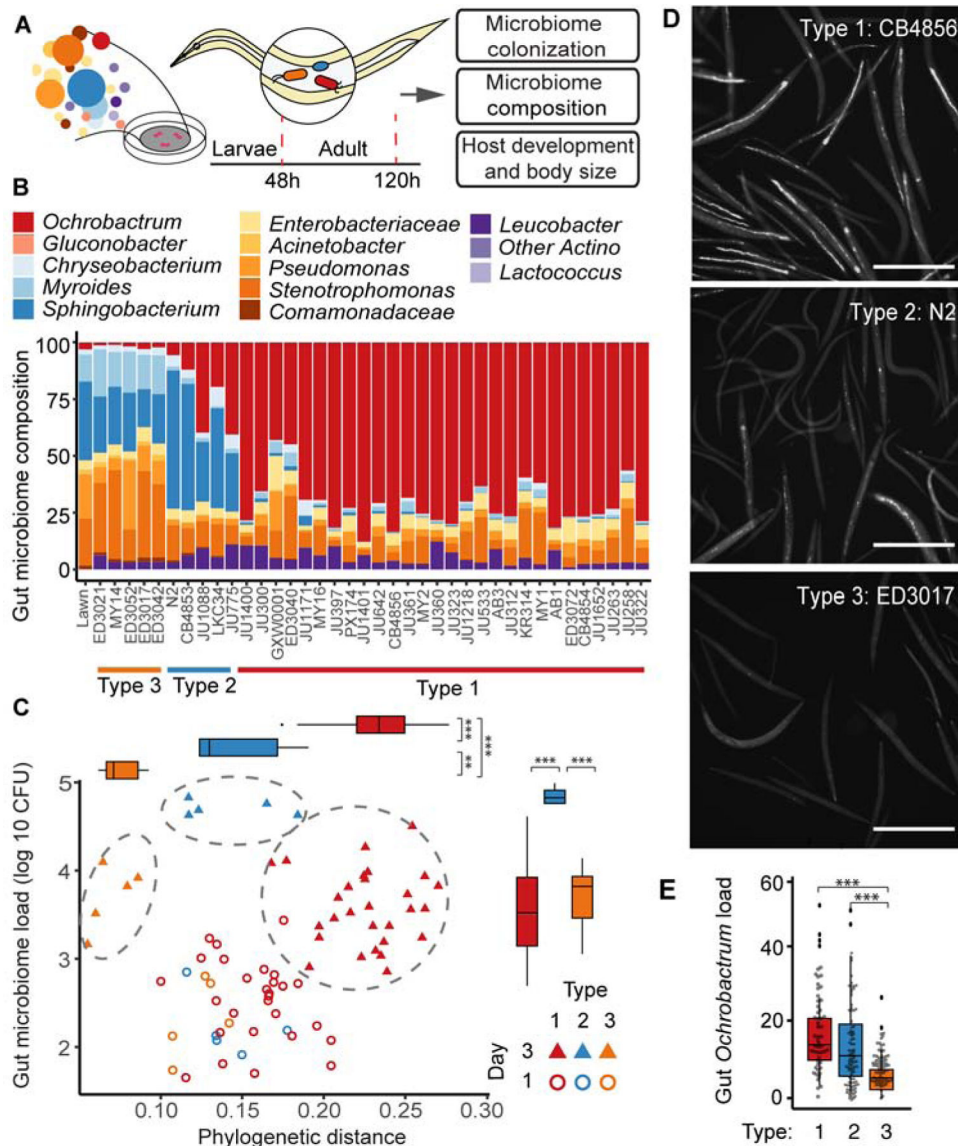 A
Larvae
Adult
48h
120h
Microbiome
colonization
Microbiome
composition
Host development
and body size
B
Ochrobactrum
Gluconobacter
Chryseobacterium
Myroides
Sphingobacterium
Enterobacteriaceae
Acinetobacter
Pseudomonas
Stenotrophomonas
Comamonadaceae
Leucobacter
Other Actino
Lactococcus
Gut microbiome composition
100
75
50
25
0
Lawn
ED3021
MY14
ED3052
ED3017
ED3042
N2
CB4853
JU1088
LKC34
JU775
JU1400
JU300
GXW0001
ED3040
JU1171
MY16
JU397
PX174
JU1401
JU642
CB4856
JU361
MY2
JU360
JU323
JU1218
JU533
AB3
JU312
KR314
MY1
AB1
ED3072
CB4854
JU1652
JU263
JU258
JU322
Type 3
Type 2
Type 1
C
***
***
**
*** ***
Gut microbiome load (log 10 CFU)
5
4
3
2
0.10 0.15 0.20 0.25 0.30
Phylogenetic distance
Type
1 2 3
Day
3
1
D
Type 1: CB4856
Type 2: N2
Type 3: ED3017
E
***
***
Gut Ochrobactrum load
60
40
20
0
Type: 1 2 3